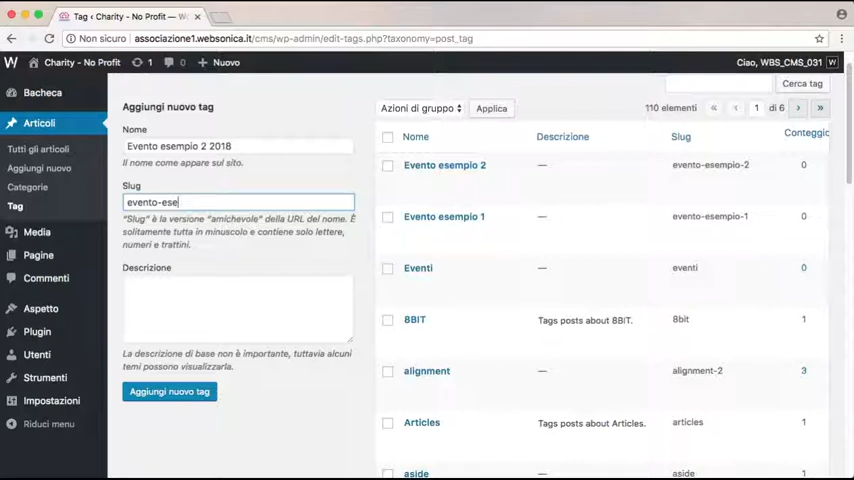 Tag ‹ Charity - No Profit — W
Non sicuro associazione1.websonica.it/cms/wp-admin/edit-tags.php?taxonomy=post_tag
Charity - No Profit 1 0 Nuovo Ciao, WBS_CMS_031
Bacheca
Articoli
Tutti gli articoli
Aggiungi nuovo
Categorie
Tag
Media
Pagine
Commenti
Aspetto
Plugin
Utenti
Strumenti
Impostazioni
Riduci menu
Aggiungi nuovo tag
Nome
Evento esempio 2 2018
Il nome come appare sul sito.
Slug
evento-ese
"Slug" è la versione "amichevole" della URL del nome. È
solitamente tutta in minuscolo e contiene solo lettere,
numeri e trattini.
Descrizione
La descrizione di base non è importante, tuttavia alcuni
temi possono visualizzarla.
Aggiungi nuovo tag
Cerca tag
Azioni di gruppo Applica 110 elementi « ‹ 1 di 6 › »
Nome Descrizione Slug Conteggio
Evento esempio 2 — evento-esempio-2 0
Evento esempio 1 — evento-esempio-1 0
Eventi — eventi 0
8BIT Tags posts about 8BIT. 8bit 1
alignment — alignment-2 3
Articles Tags posts about Articles. articles 1
aside — aside 1